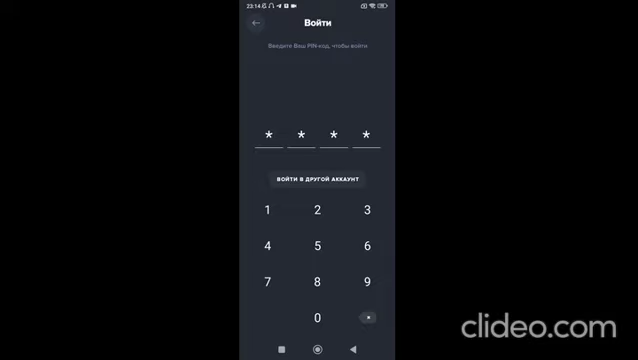 23:14
Войти
Введите Ваш PIN-код, чтобы войти
* * * *
ВОЙТИ В ДРУГОЙ АККАУНТ
1 2 3
4 5 6
7 8 9
0
clideo.com